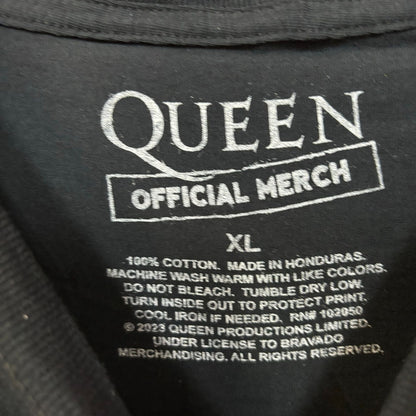 QUEEN
OFFICIAL MERCH
XL
100% COTTON. MADE IN HONDURAS.
MACHINE WASH WARM WITH LIKE COLORS.
DO NOT BLEACH. TUMBLE DRY LOW.
TURN INSIDE OUT TO PROTECT PRINT.
COOL IRON IF NEEDED. RN# 102050
© 2023 QUEEN PRODUCTIONS LIMITED.
UNDER LICENSE TO BRAVADO
MERCHANDISING. ALL RIGHTS RESERVED.